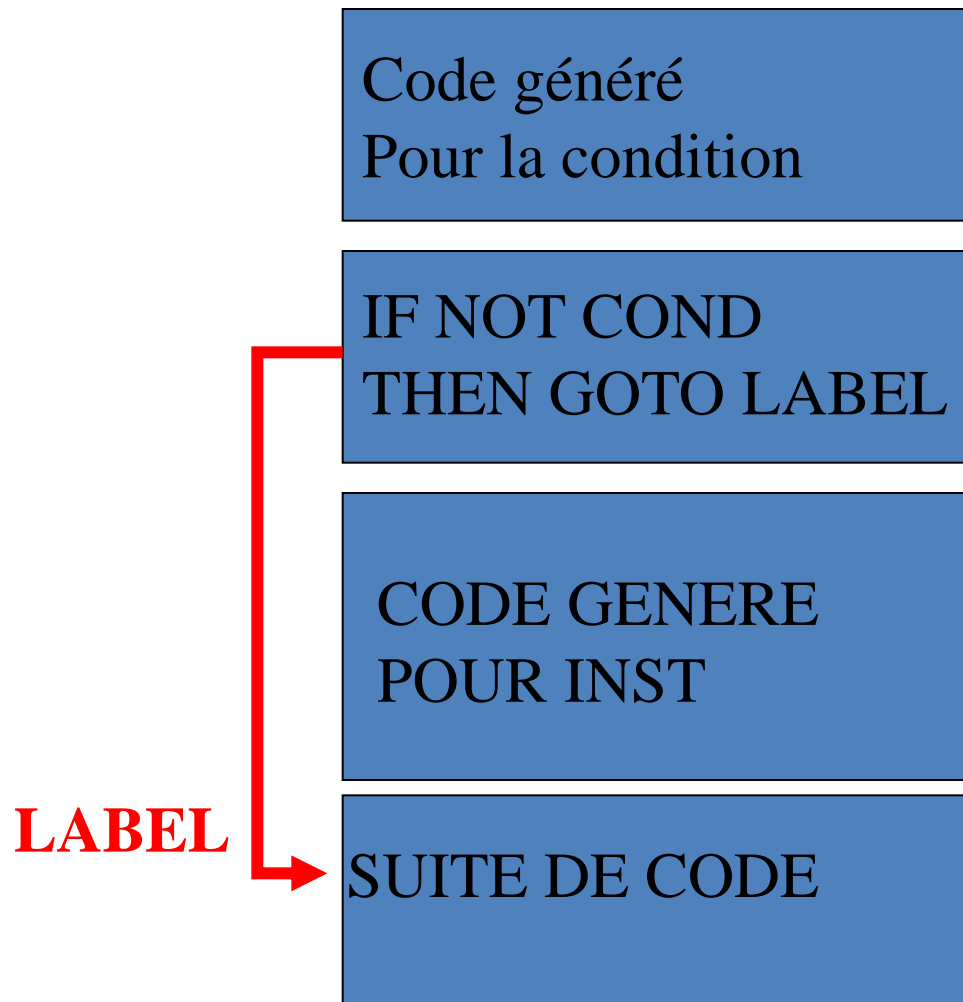 Code généré
Pour la condition
IF NOT COND
THEN GOTO LABEL
CODE GENERE
POUR INST
LABEL
SUITE DE CODE